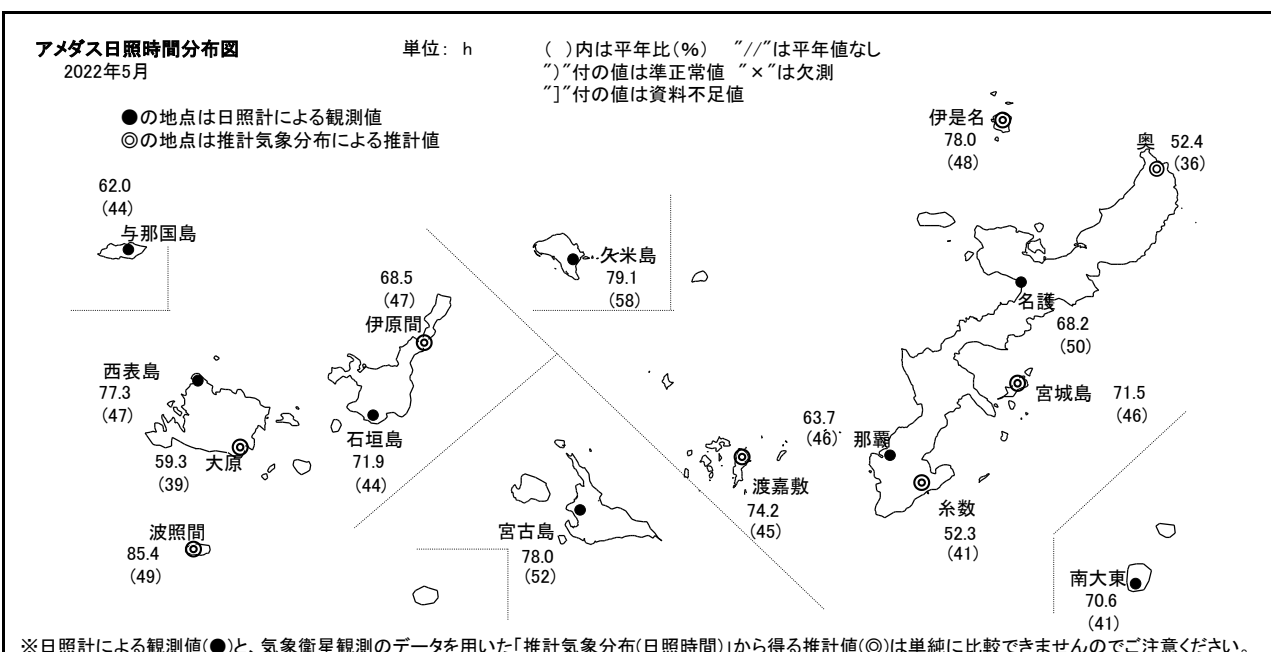 アメダス日照時間分布図
単位: h
( )内は平年比(%) "//"は平年値なし
2022年5月
")"付の値は準正常値 "×"は欠測
"]"付の値は資料不足値
●の地点は日照計による観測値
◎の地点は推計気象分布による推計値
伊是名
78.0
(48)
奥
52.4
(36)
62.0
(44)
与那国島
久米島
79.1
(58)
68.5
(47)
伊原間
名護
68.2
(50)
西表島
77.3
(47)
宮城島
71.5
(46)
石垣島
71.9
(44)
63.7
(46)
那覇
59.3
(39)
大原
渡嘉敷
74.2
(45)
糸数
52.3
(41)
波照間
85.4
(49)
宮古島
78.0
(52)
南大東
70.6
(41)
※日照計による観測値(●)と、気象衛星観測のデータを用いた「推計気象分布(日照時間)」から得る推計値(◎)は単純に比較できませんのでご注意ください。